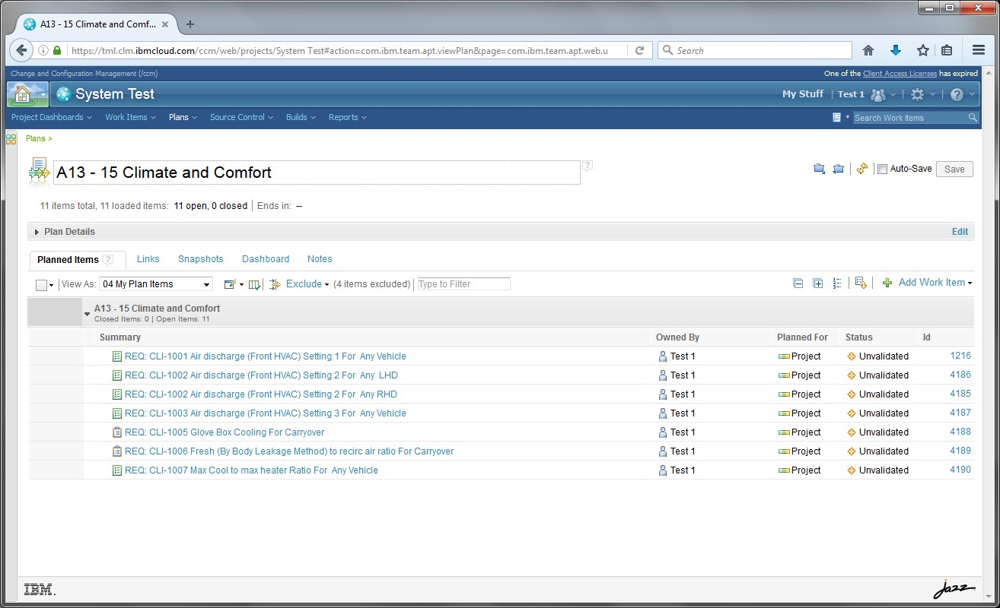 A13 - 15 Climate and Comf...
https://tml.clm.ibmcloud.com/ccm/web/projects/System Test#action=com.ibm.team.apt.viewPlan&page=com.ibm.team.apt.web.u
Search
Change and Configuration Management (/ccm)
One of the Client Access Licenses has expired
System Test
My Stuff | Test 1
Project Dashboards Work Items Plans Source Control Builds Reports
Search Work Items
Plans >
A13 - 15 Climate and Comfort
?
Auto-Save Save
11 items total, 11 loaded items: 11 open, 0 closed | Ends in: --
Plan Details Edit
Planned Items ? Links Snapshots Dashboard Notes
View As: 04 My Plan Items Exclude (4 items excluded) Type to Filter Add Work Item
A13 - 15 Climate and Comfort
Closed Items: 0 | Open Items: 11
Summary Owned By Planned For Status Id
REQ: CLI-1001 Air discharge (Front HVAC) Setting 1 For Any Vehicle Test 1 Project Unvalidated 1216
REQ: CLI-1002 Air discharge (Front HVAC) Setting 2 For Any LHD Test 1 Project Unvalidated 4186
REQ: CLI-1002 Air discharge (Front HVAC) Setting 2 For Any RHD Test 1 Project Unvalidated 4185
REQ: CLI-1003 Air discharge (Front HVAC) Setting 3 For Any Vehicle Test 1 Project Unvalidated 4187
REQ: CLI-1005 Glove Box Cooling For Carryover Test 1 Project Unvalidated 4188
REQ: CLI-1006 Fresh (By Body Leakage Method) to recirc air ratio For Carryover Test 1 Project Unvalidated 4189
REQ: CLI-1007 Max Cool to max heater Ratio For Any Vehicle Test 1 Project Unvalidated 4190
IBM.
jazz